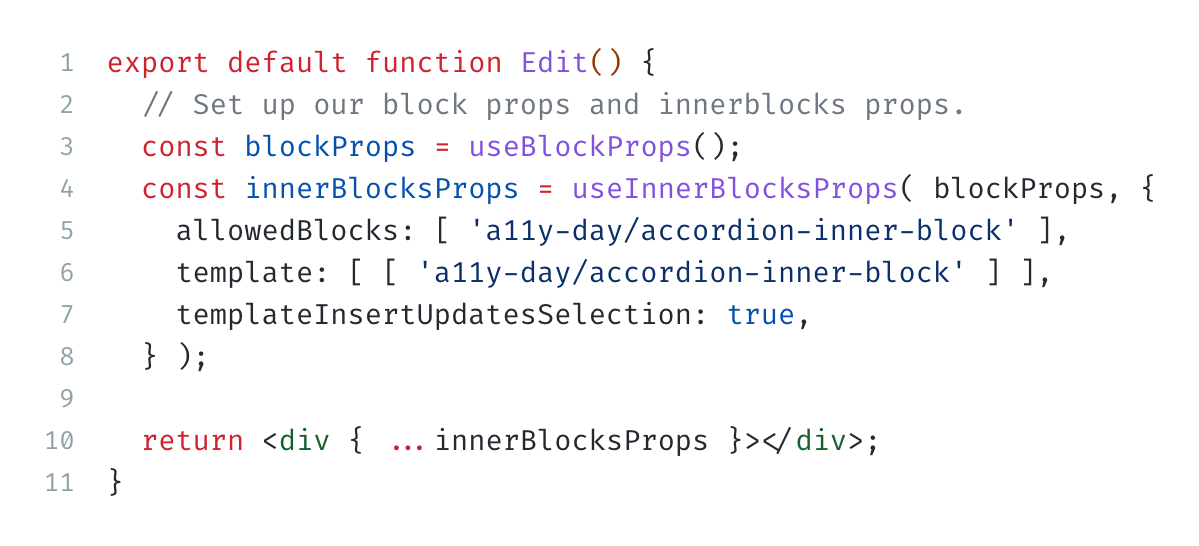 1 export default function Edit() {
2 // Set up our block props and innerblocks props.
3 const blockProps = useBlockProps();
4 const innerBlocksProps = useInnerBlocksProps( blockProps, {
5 allowedBlocks: [ 'a11y-day/accordion-inner-block' ],
6 template: [ [ 'a11y-day/accordion-inner-block' ] ],
7 templateInsertUpdatesSelection: true,
8 } );
9
10 return <div { ...innerBlocksProps }></div>;
11 }